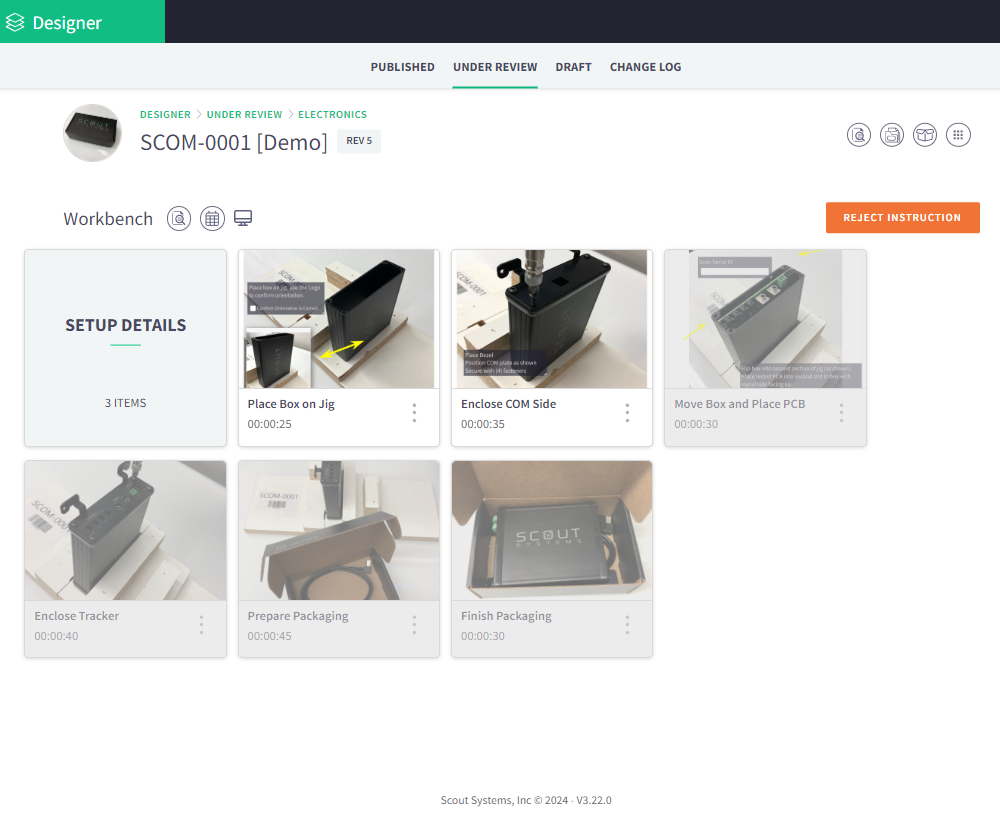 Designer
PUBLISHED UNDER REVIEW DRAFT CHANGE LOG
DESIGNER UNDER REVIEW ELECTRONICS
SCOM-0001 [Demo] REV 5
Workbench
REJECT INSTRUCTION
SETUP DETAILS
3 ITEMS
Place box on jig, use the Logo
to confirm orientation.
Confirm Orientation is Correct
Place Box on Jig
00:00:25
Place Bezel
Position COM plate as shown
Secure with (4) fasteners
Enclose COM Side
00:00:35
Scan Serial ID
Move Box and Place PCB
00:00:30
SCOM-0001
Enclose Tracker
00:00:40
SCOM-0001
Prepare Packaging
00:00:45
SCOUT
SYSTEMS
Finish Packaging
00:00:30
Scout Systems, Inc © 2024 - V3.22.0